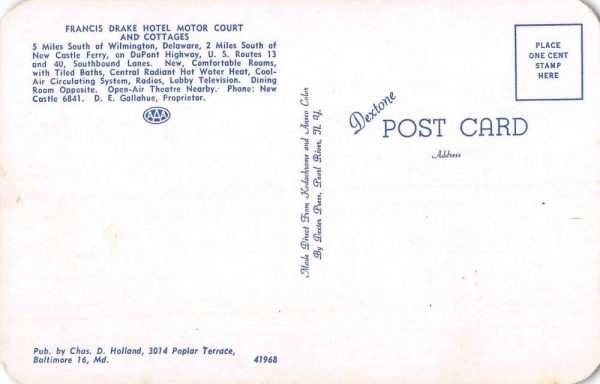 FRANCIS DRAKE HOTEL MOTOR COURT
AND COTTAGES
5 Miles South of Wilmington, Delaware, 2 Miles South of
New Castle Ferry, on DuPont Highway, U. S. Routes 13
and 40, Southbound Lanes. New, Comfortable Rooms,
with Tiled Baths, Central Radiant Hot Water Heat, Cool-
Air Circulating System, Radios, Lobby Television. Dining
Room Opposite. Open-Air Theatre Nearby. Phone: New
Castle 6841. D. E. Gallahue, Proprietor.
AAA
Pub. by Chas. D. Holland, 3014 Poplar Terrace,
Baltimore 16, Md.
41968
Made Direct From Kodachrome and Ansco Color
By Dexter Press, Pearl River, N. Y.
Dextone
POST CARD
Address
PLACE
ONE CENT
STAMP
HERE